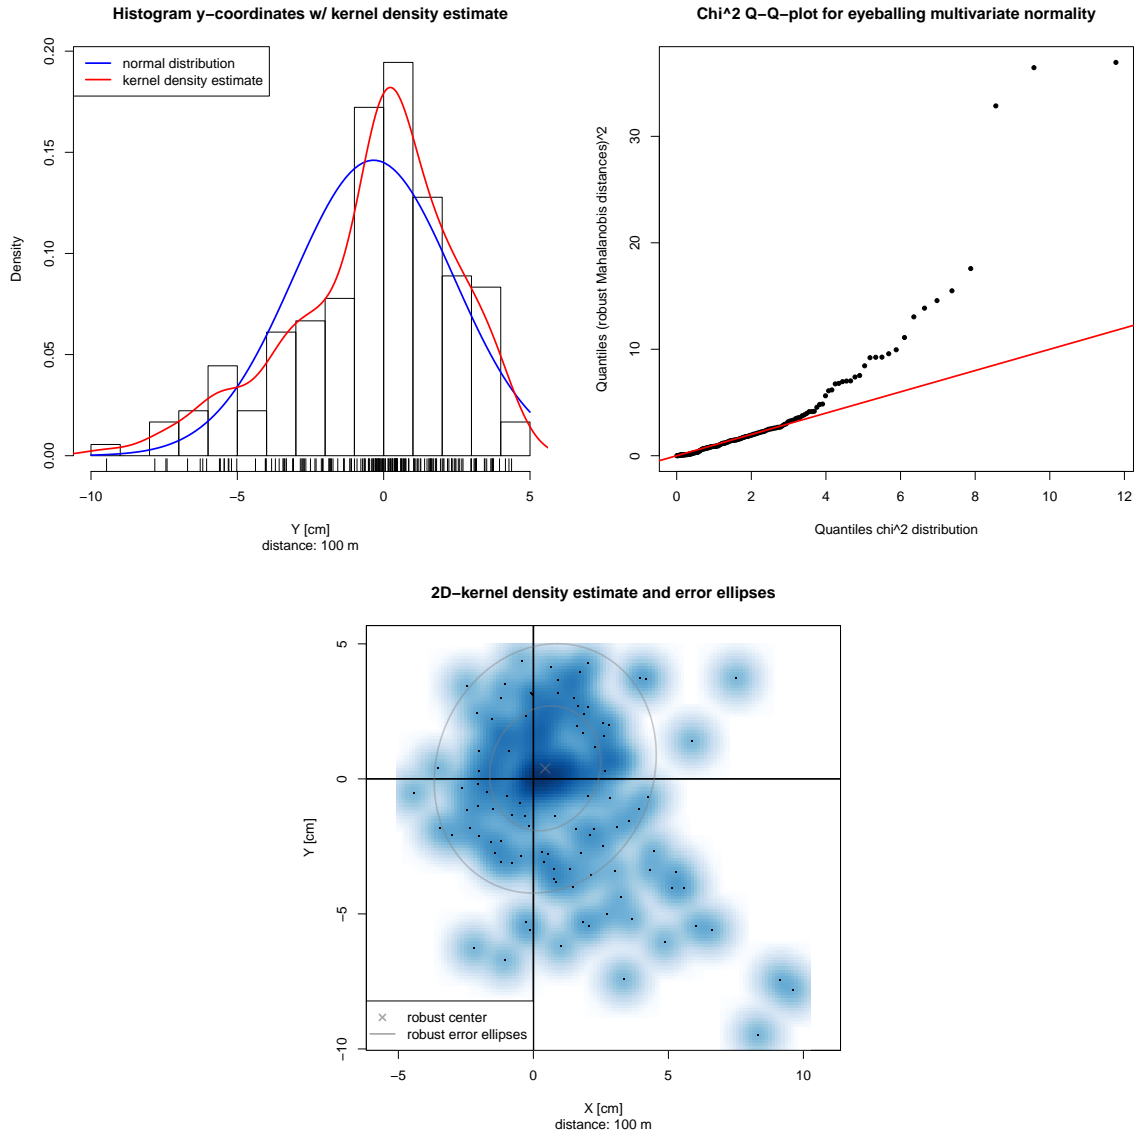 Histogram y−coordinates w/ kernel density estimate
normal distribution
kernel density estimate
Density
0.00
0.05
0.10
0.15
0.20
−10
−5
0
5
Y [cm]
distance: 100 m
Chi^2 Q−Q−plot for eyeballing multivariate normality
Quantiles (robust Mahalanobis distances)^2
0
10
20
30
0
2
4
6
8
10
12
Quantiles chi^2 distribution
2D−kernel density estimate and error ellipses
Y [cm]
−10
−5
0
5
robust center
robust error ellipses
−5
0
5
10
X [cm]
distance: 100 m